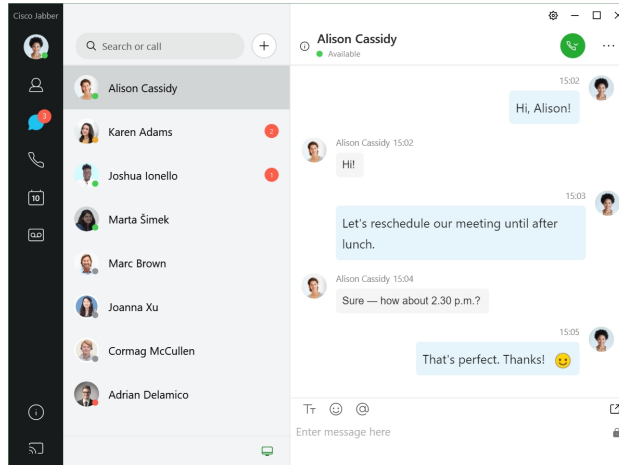 Cisco Jabber
Search or call
Alison Cassidy
Available
3
10
Alison Cassidy
Karen Adams
2
Joshua Ionello
1
Marta Šimek
Marc Brown
Joanna Xu
Cormag McCullen
Adrian Delamico
15:02
Hi, Alison!
Alison Cassidy 15:02
Hi!
15:03
Let's reschedule our meeting until after
lunch.
Alison Cassidy 15:04
Sure — how about 2.30 p.m.?
15:05
That's perfect. Thanks!
Enter message here